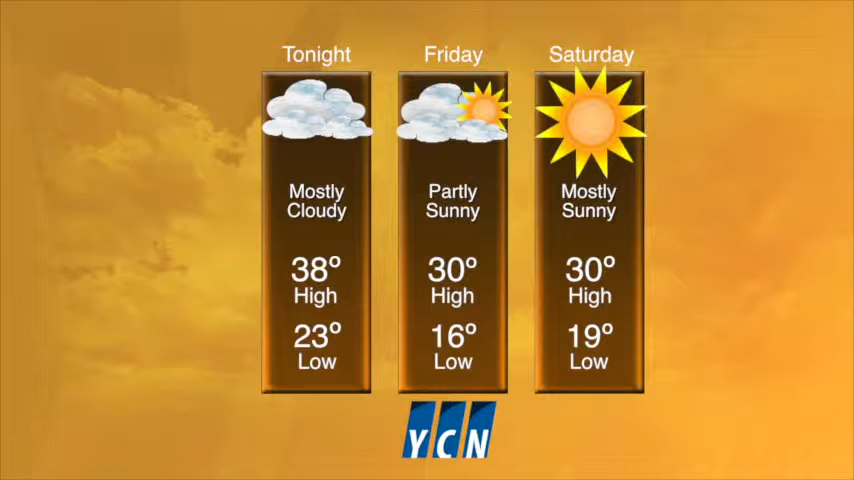 Tonight
Mostly
Cloudy
38º
High
23º
Low
Friday
Partly
Sunny
30º
High
16º
Low
Saturday
Mostly
Sunny
30º
High
19º
Low
YCN